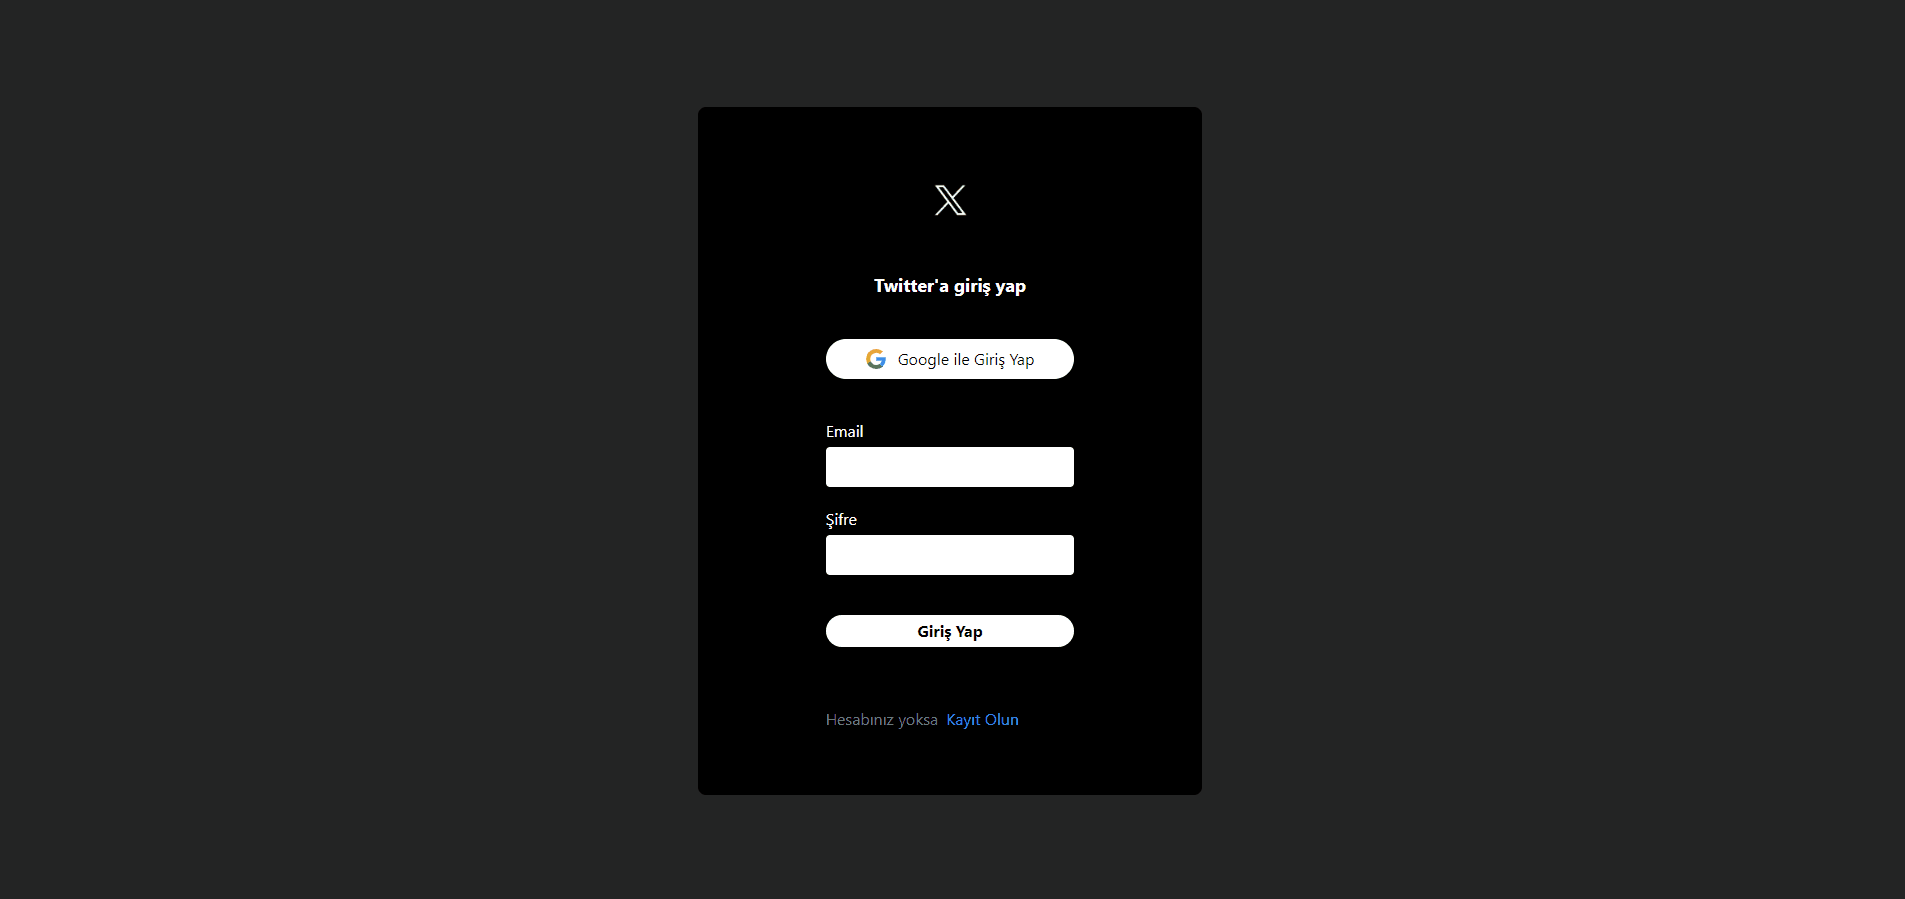 Twitter'a giriş yap
Google ile Giriş Yap
Email
Şifre
Giriş Yap
Hesabınız yoksa Kayıt Olun